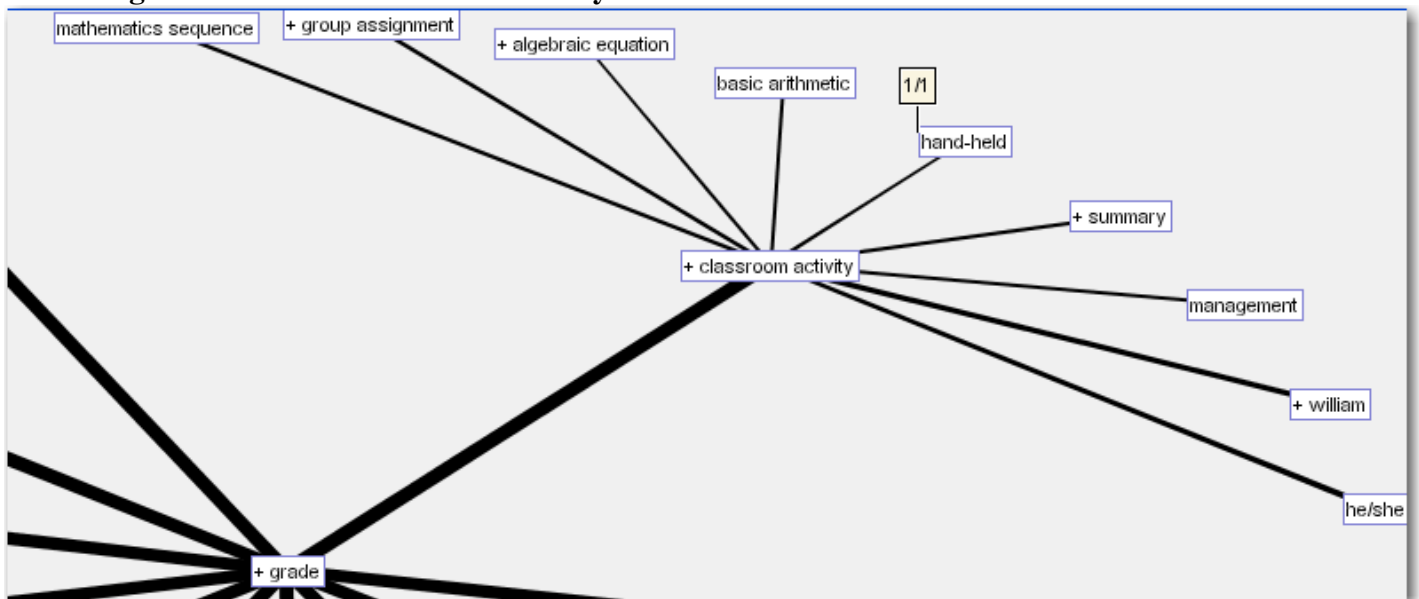 mathematics sequence
+ group assignment
+ algebraic equation
basic arithmetic
1/1
hand-held
+ summary
+ classroom activity
management
+ william
he/she
+ grade